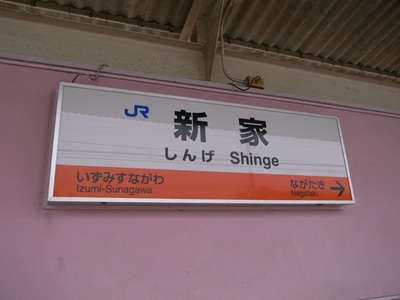 JR
新家
しんげ Shinge
いずみすながわ
Izumi-Sunagawa
ながたき
Nagataki